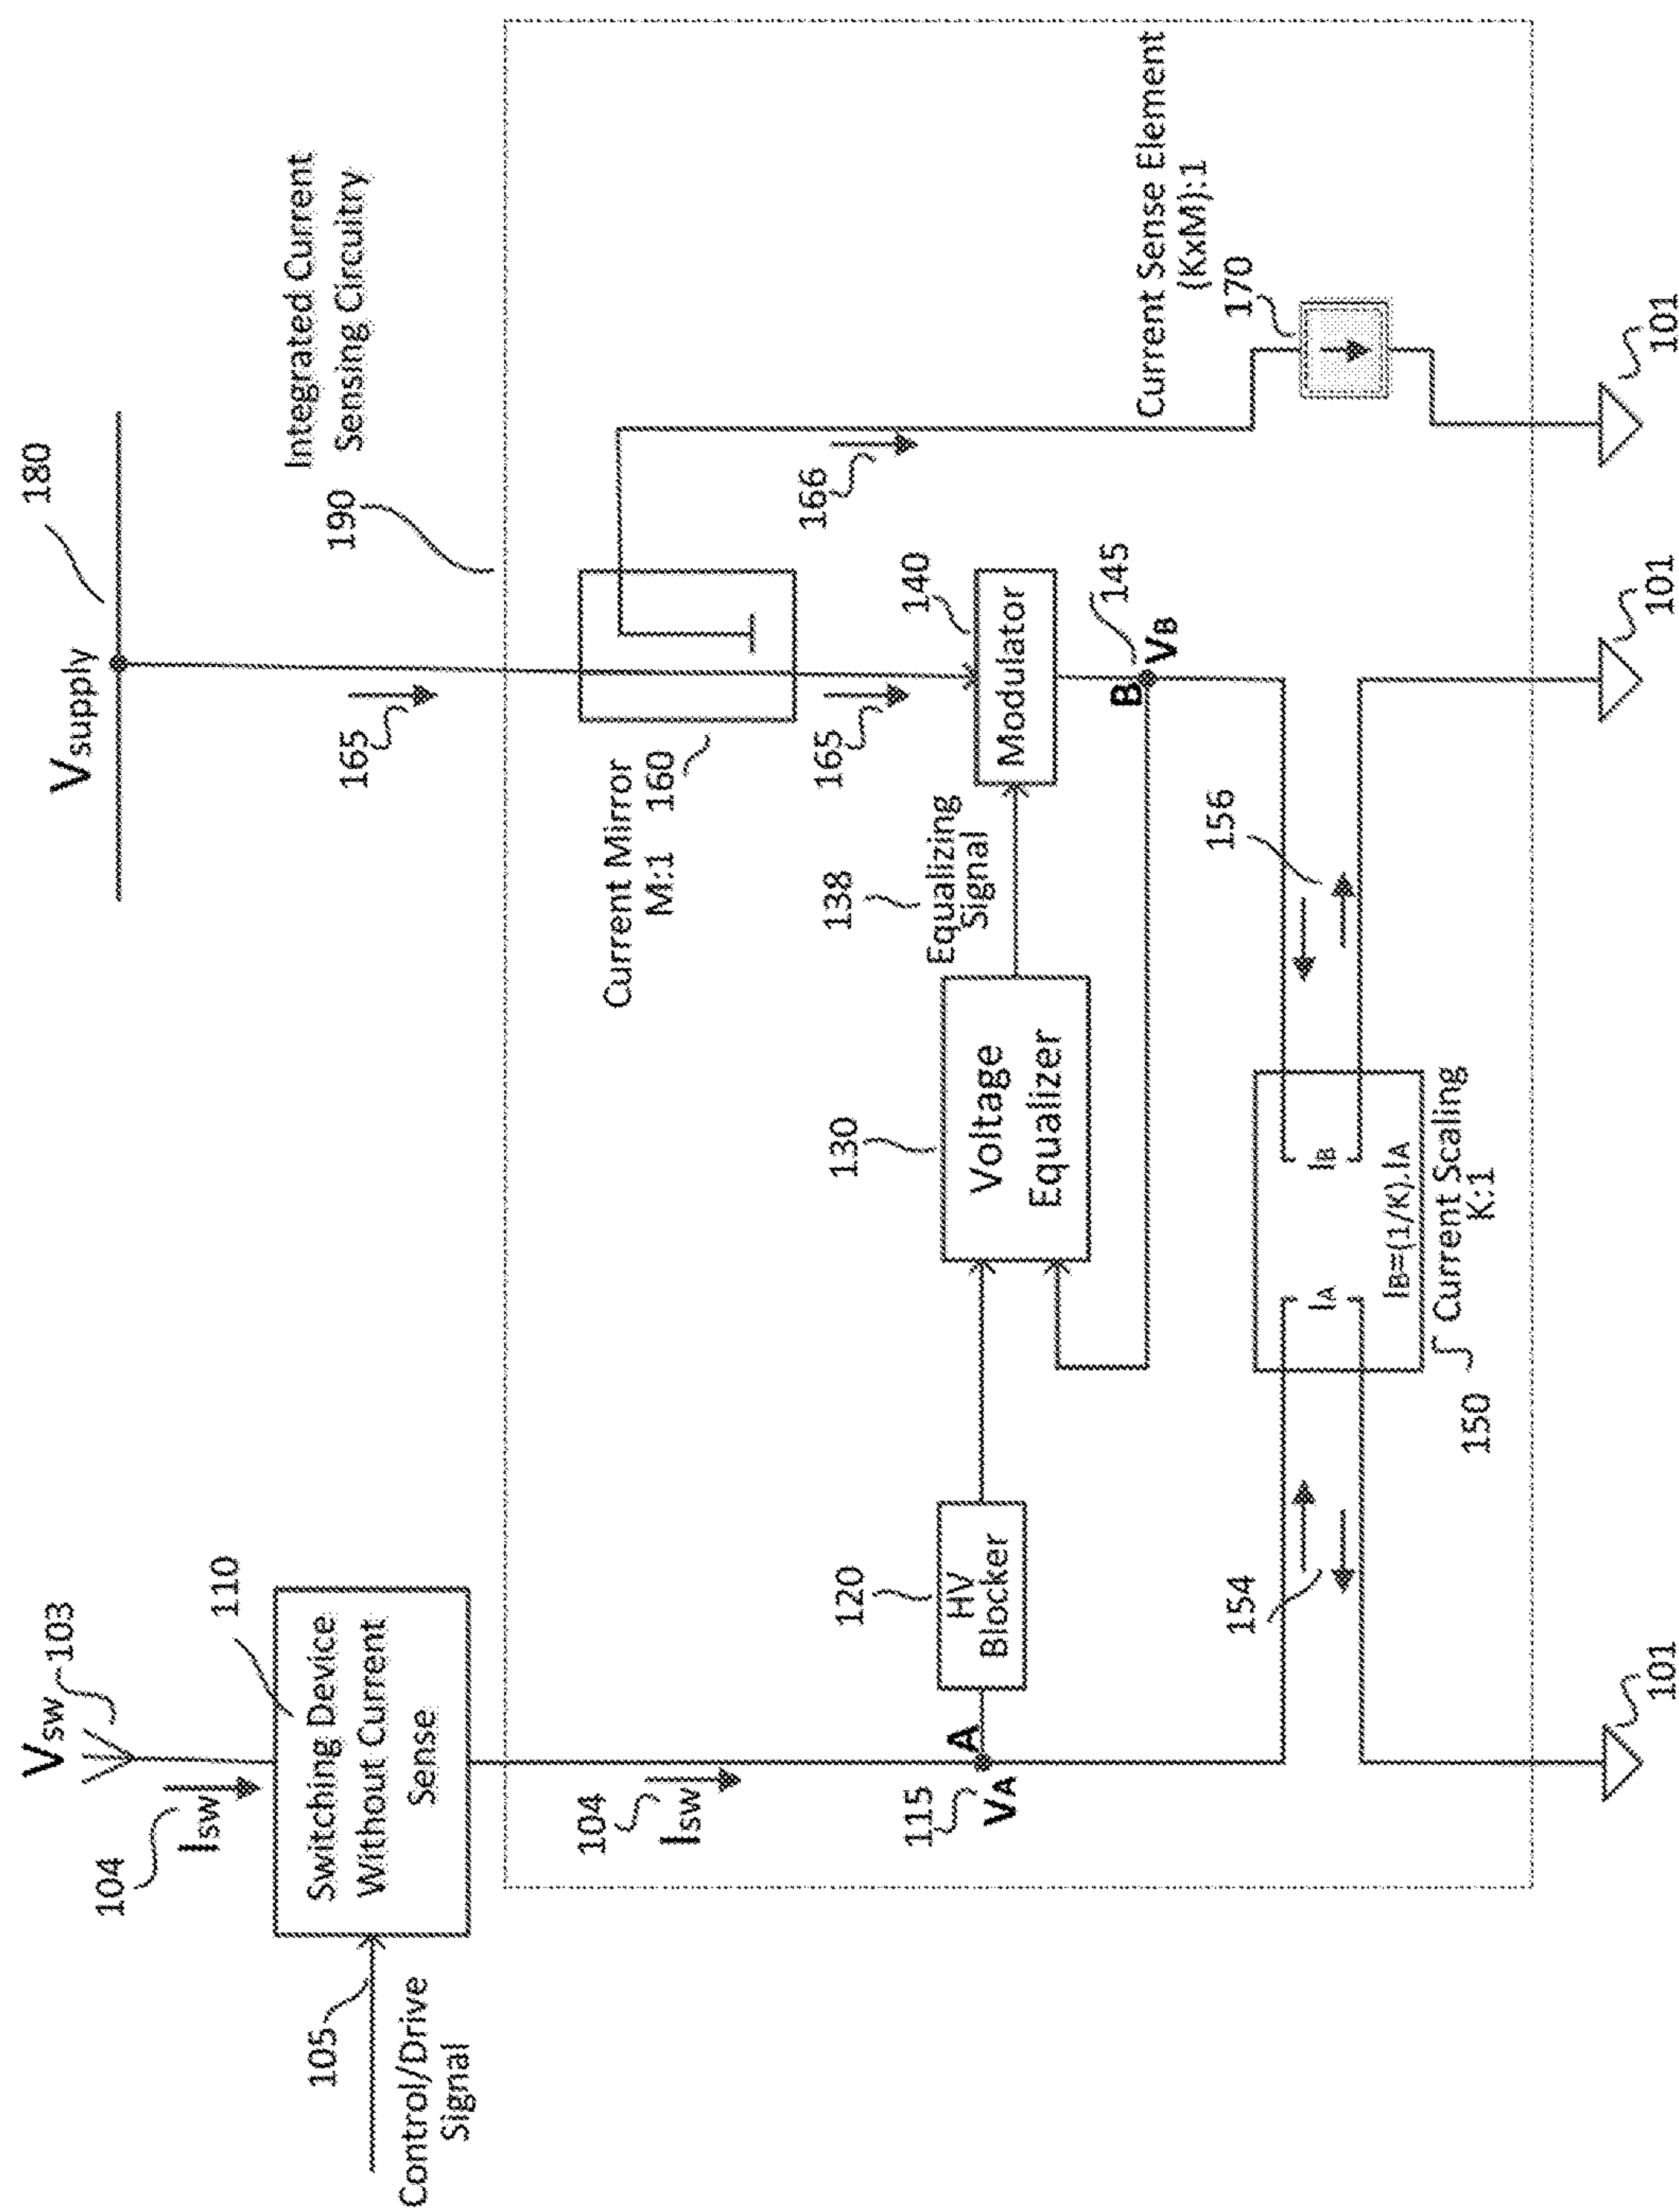 Vsw 103
104
Isw
110
Switching Device
Without Current
Sense
105
Control/Drive
Signal
Vsupply
180
165
Integrated Current
Sensing Circuitry
190
104
Isw
Current Mirror
M:1 160
165
166
115
A
VA
120
HV
Blocker
130
Voltage
Equalizer
138
Equalizing
Signal
140
Modulator
145
B
VB
Current Sense Element
(KxM):1
170
154
156
IA
IB
IB=(1/K).IA
150
Current Scaling
K:1
101
101
101